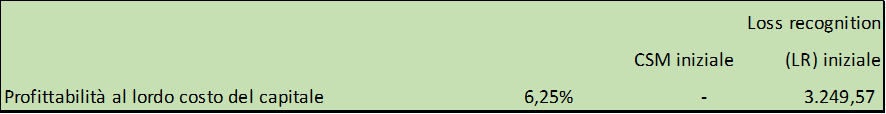 Loss recognition
CSM iniziale (LR) iniziale
Profittabilità al lordo costo del capitale 6,25% - 3.249,57